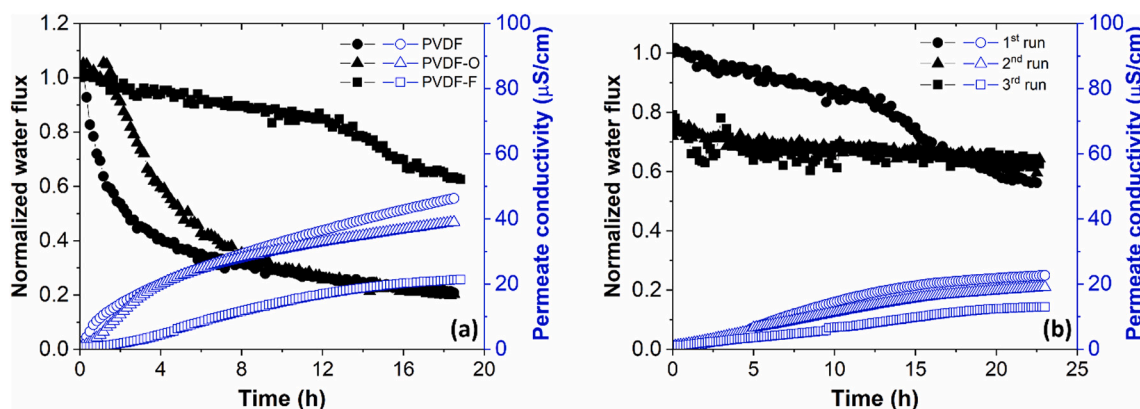 1.2
1.0
0.8
0.6
0.4
0.2
0.0
Normalized water flux
0 4 8 12 16 20
Time (h)
100
80
60
40
20
0
Permeate conductivity (µS/cm)
PVDF
PVDF-O
PVDF-F
(a)
1.0
0.8
0.6
0.4
0.2
0.0
Normalized water flux
0 5 10 15 20 25
Time (h)
100
80
60
40
20
0
Permeate conductivity (µS/cm)
1st run
2nd run
3rd run
(b)